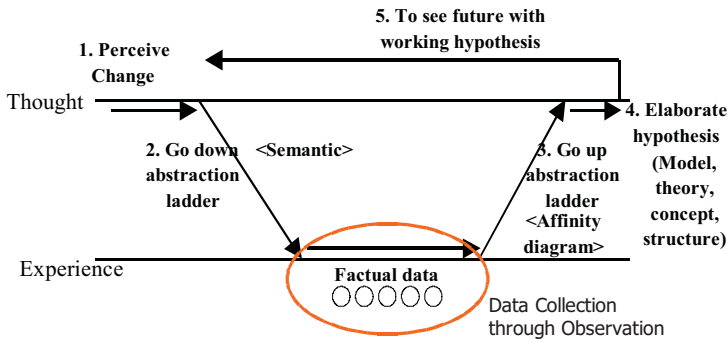 5. To see future with
working hypothesis
1. Perceive
Change
Thought
2. Go down
abstraction
ladder
<Semantic>
3. Go up
abstraction
ladder
<Affinity
diagram>
4. Elaborate
hypothesis
(Model,
theory,
concept,
structure)
Experience
Factual data
Data Collection
through Observation